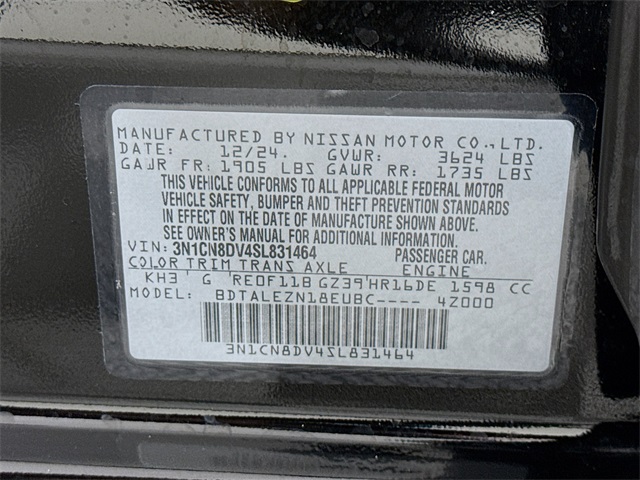 MANUFACTURED BY NISSAN MOTOR CO.,LTD.
DATE: 12/24. GVWR: 3624 LBS
GAWR FR: 1905 LBS GAWR RR: 1735 LBS
THIS VEHICLE CONFORMS TO ALL APPLICABLE FEDERAL MOTOR
VEHICLE SAFETY, BUMPER AND THEFT PREVENTION STANDARDS
IN EFFECT ON THE DATE OF MANUFACTURE SHOWN ABOVE.
SEE OWNER'S MANUAL FOR ADDITIONAL INFORMATION.
VIN: 3N1CN8DV4SL831464 PASSENGER CAR.
COLOR TRIM TRANS AXLE ENGINE
KH3 G RE0F11B GZ39 HR16DE 1598 CC
MODEL: BDTALEZN18EUBC---- 4Z000
3N1CN8DV4SL831464